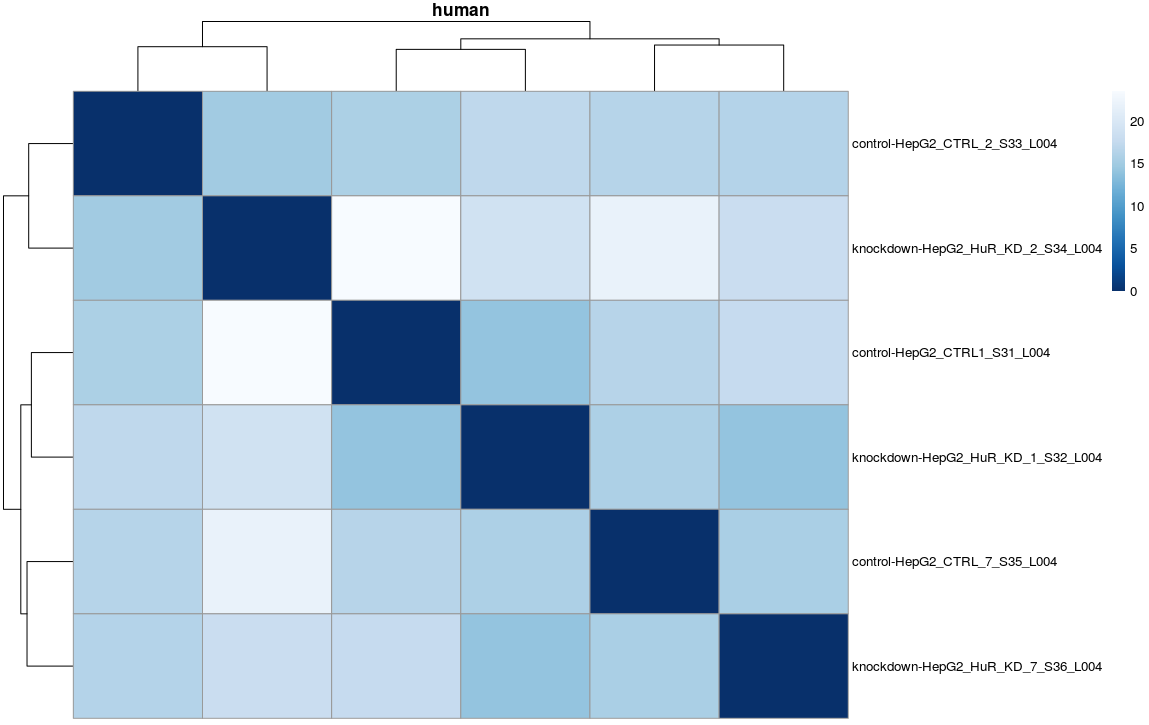 human
control-HepG2_CTRL_2_S33_L004
knockdown-HepG2_HuR_KD_2_S34_L004
control-HepG2_CTRL1_S31_L004
knockdown-HepG2_HuR_KD_1_S32_L004
control-HepG2_CTRL_7_S35_L004
knockdown-HepG2_HuR_KD_7_S36_L004
20
15
10
5
0